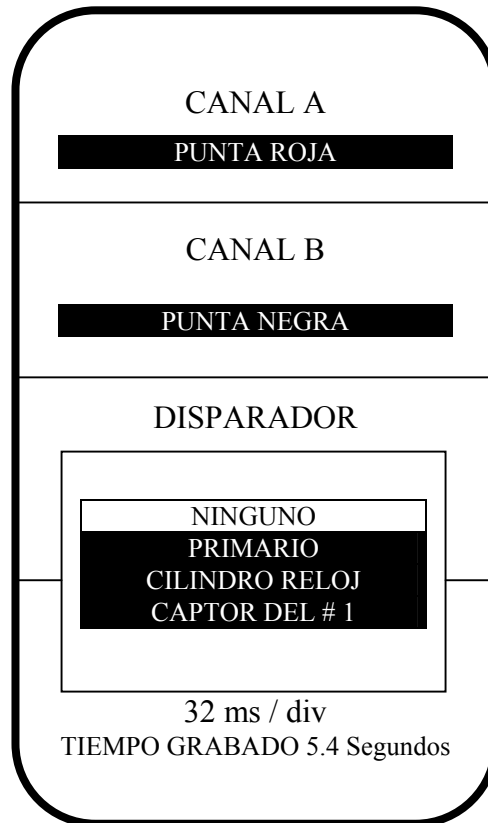 CANAL A
PUNTA ROJA
CANAL B
PUNTA NEGRA
DISPARADOR
NINGUNO
PRIMARIO
CILINDRO RELOJ
CAPTOR DEL # 1
32 ms / div
TIEMPO GRABADO 5.4 Segundos